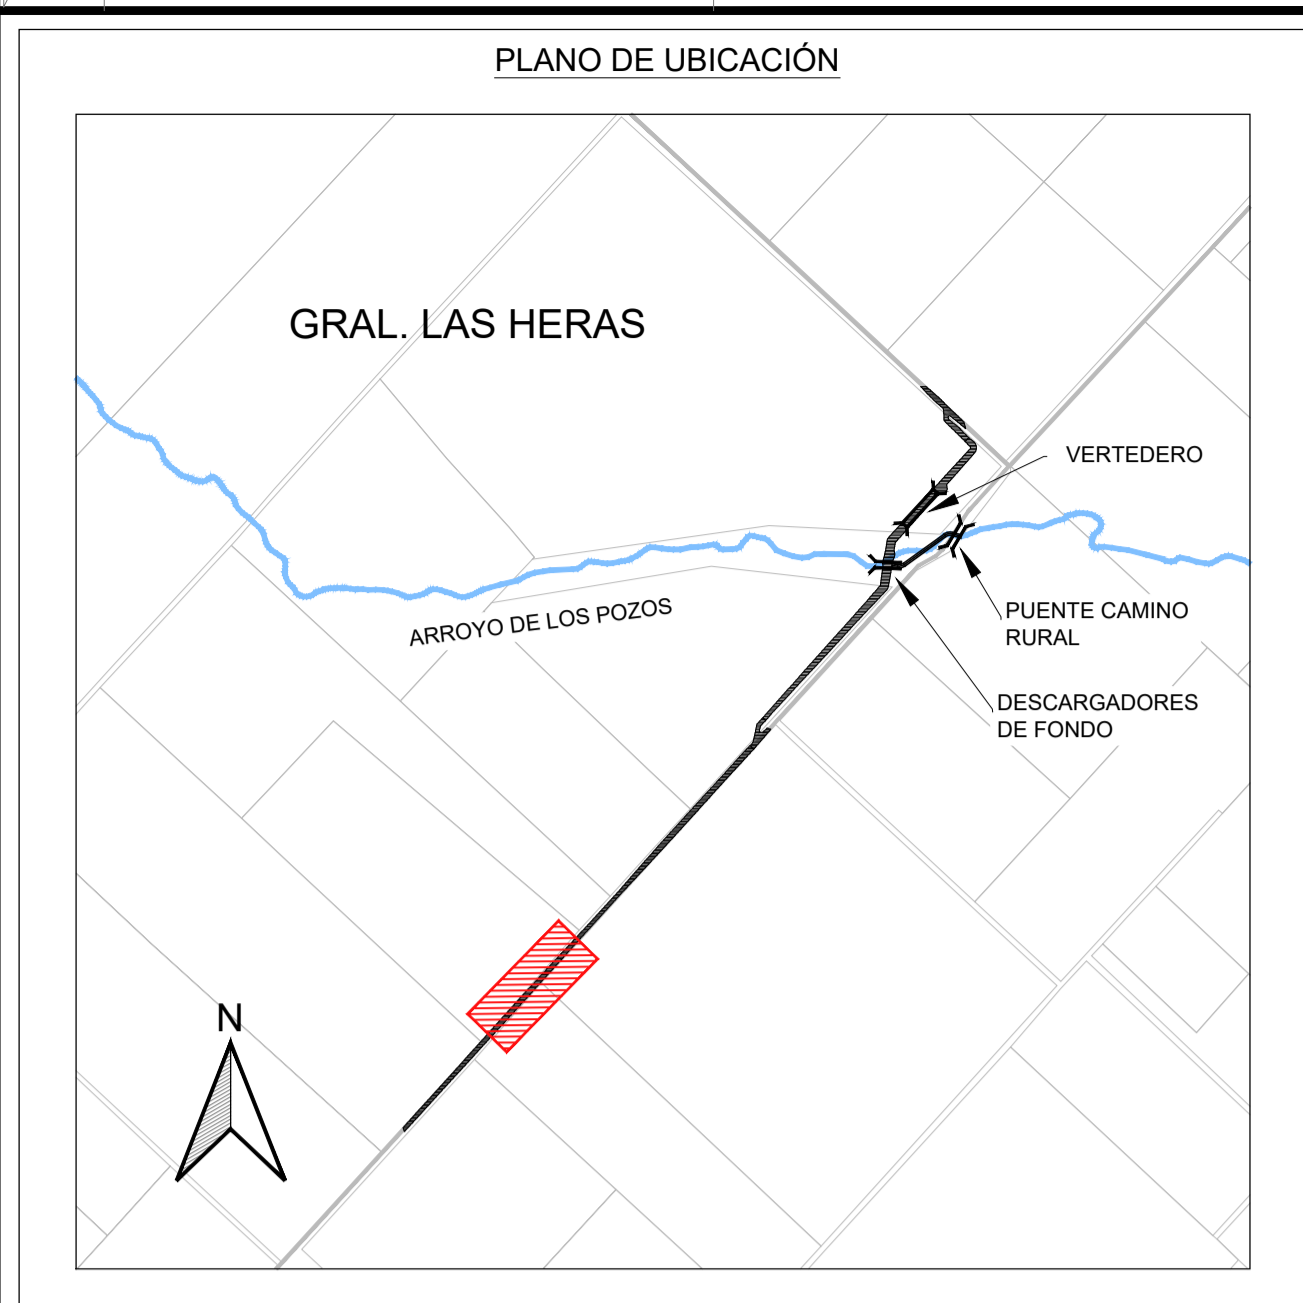 PLANO DE UBICACIÓN
GRAL. LAS HERAS
VERTEDERO
ARROYO DE LOS POZOS
PUENTE CAMINO
RURAL
DESCARGADORES
DE FONDO
N